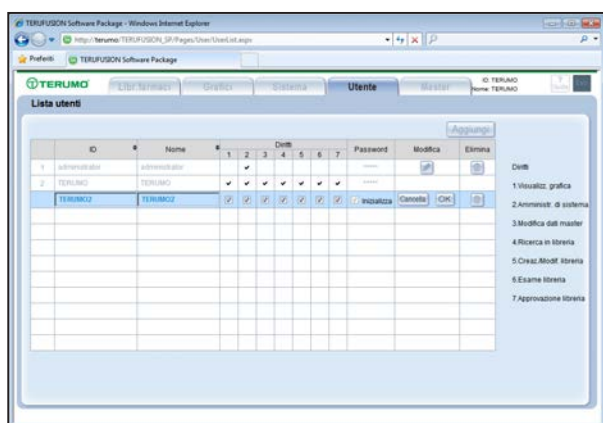 TERUFUSION Software Package - Windows Internet Explorer
http://terumo/TERUFUSION_SP/Pages/User/UserList.aspx
Preferiti TERUFUSION Software Package
TERUMO Libr.farmaci Grafici Sistema Utente Master ID: TERUMO
Nome: TERUMO
Lista utenti
Aggiungi
ID Nome Diritti Password Modifica Elimina
1 2 3 4 5 6 7
1 administrator administrator ******
2 TERUMO TERUMO ******
TERUMO2 TERUMO2 Inizializza Cancella OK
Diritti
1.Visualizz. grafica
2.Amministr. di sistema
3.Modifica dati master
4.Ricerca in libreria
5.Creaz./Modif. libreria
6.Esame libreria
7.Approvazione libreria